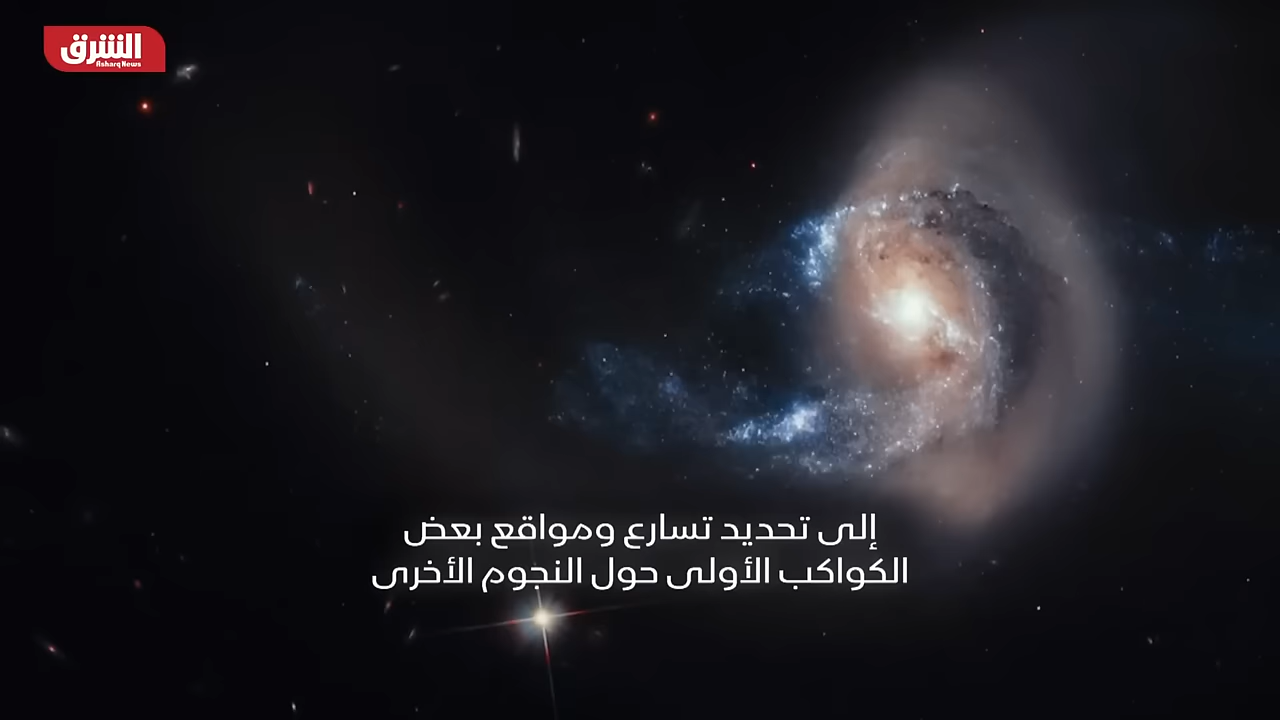 الشرق
Asharq News
إلى تحديد تسارع ومواقع بعض
الكواكب الأولى حول النجوم الأخرى